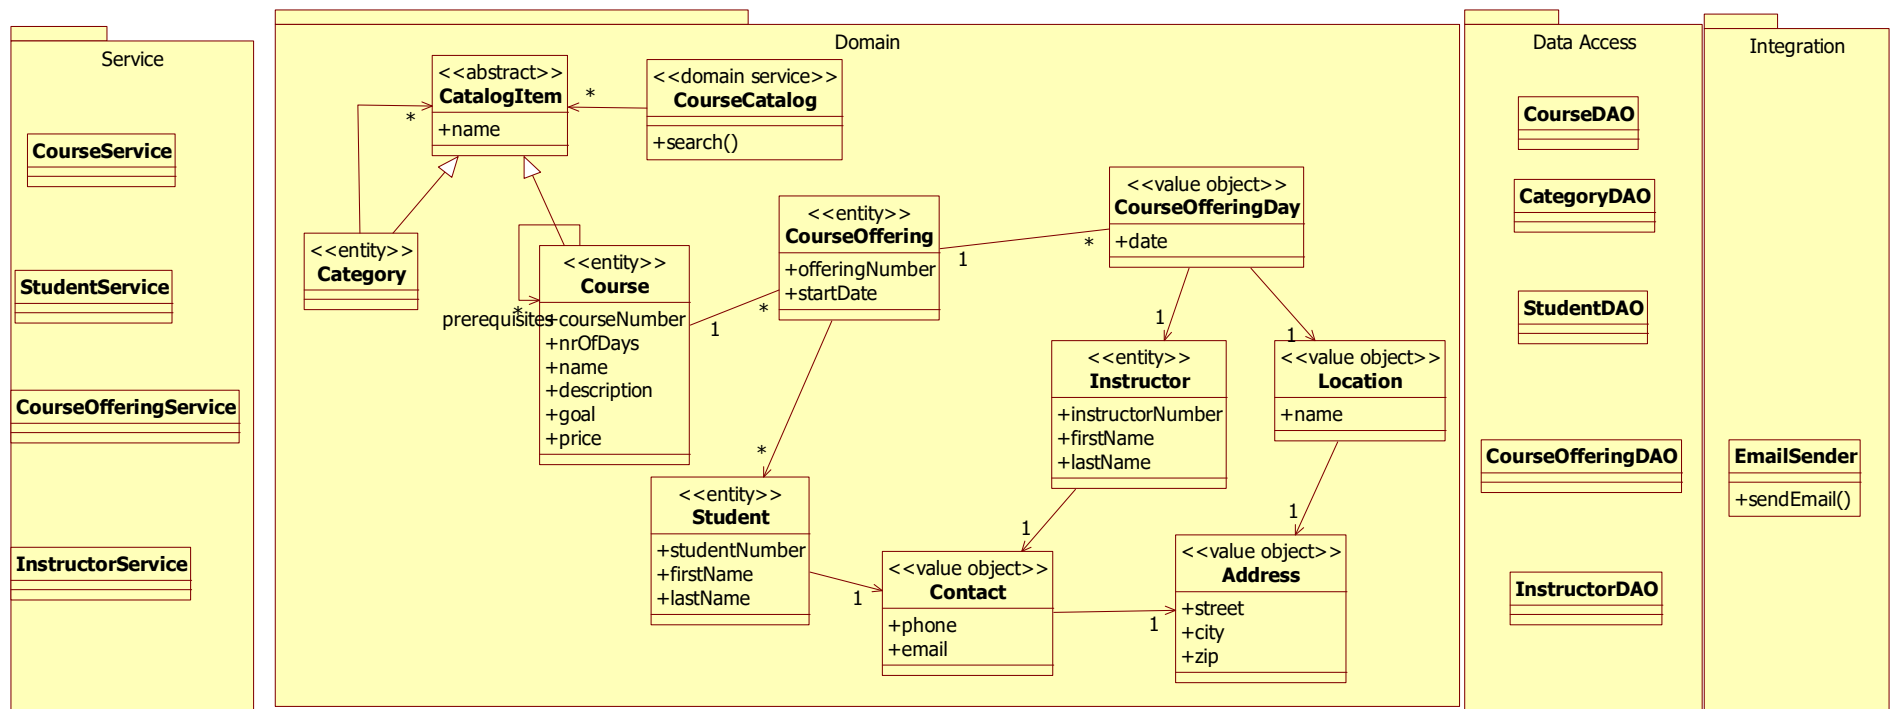 Service
CourseService
StudentService
CourseOfferingService
InstructorService
Domain
<<abstract>>
CatalogItem
+name
*
<<domain service>>
CourseCatalog
+search()
*
<<entity>>
Category
<<entity>>
Course
+courseNumber
+nrOfDays
+name
+description
+goal
+price
*
prerequisites
1
*
<<entity>>
CourseOffering
+offeringNumber
+startDate
1
*
<<value object>>
CourseOfferingDay
+date
1
1
<<entity>>
Instructor
+instructorNumber
+firstName
+lastName
<<value object>>
Location
+name
*
<<entity>>
Student
+studentNumber
+firstName
+lastName
1
1
<<value object>>
Contact
+phone
+email
1
1
<<value object>>
Address
+street
+city
+zip
Data Access
CourseDAO
CategoryDAO
StudentDAO
CourseOfferingDAO
InstructorDAO
Integration
EmailSender
+sendEmail()